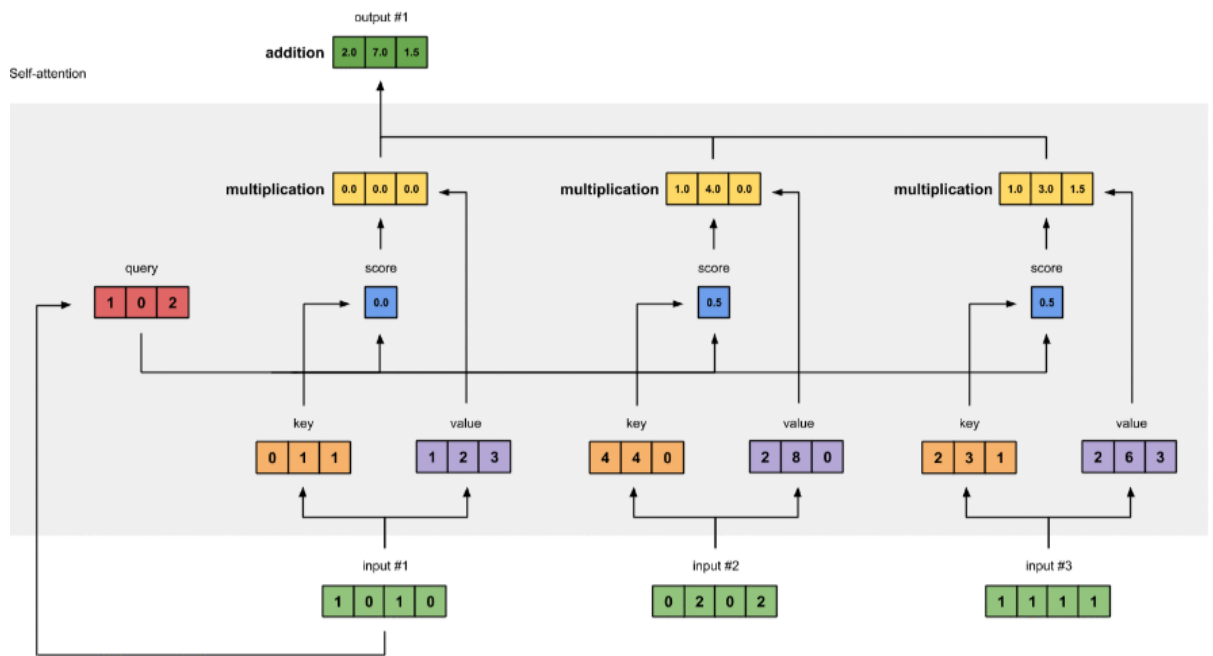 output #1
addition 2.0 7.0 1.5
Self-attention
multiplication 0.0 0.0 0.0 multiplication 1.0 4.0 0.0 multiplication 1.0 3.0 1.5
query score score score
1 0 2 0.0 0.5 0.5
key value key value key value
0 1 1 1 2 3 4 4 0 2 8 0 2 3 1 2 6 3
input #1 input #2 input #3
1 0 1 0 0 2 0 2 1 1 1 1